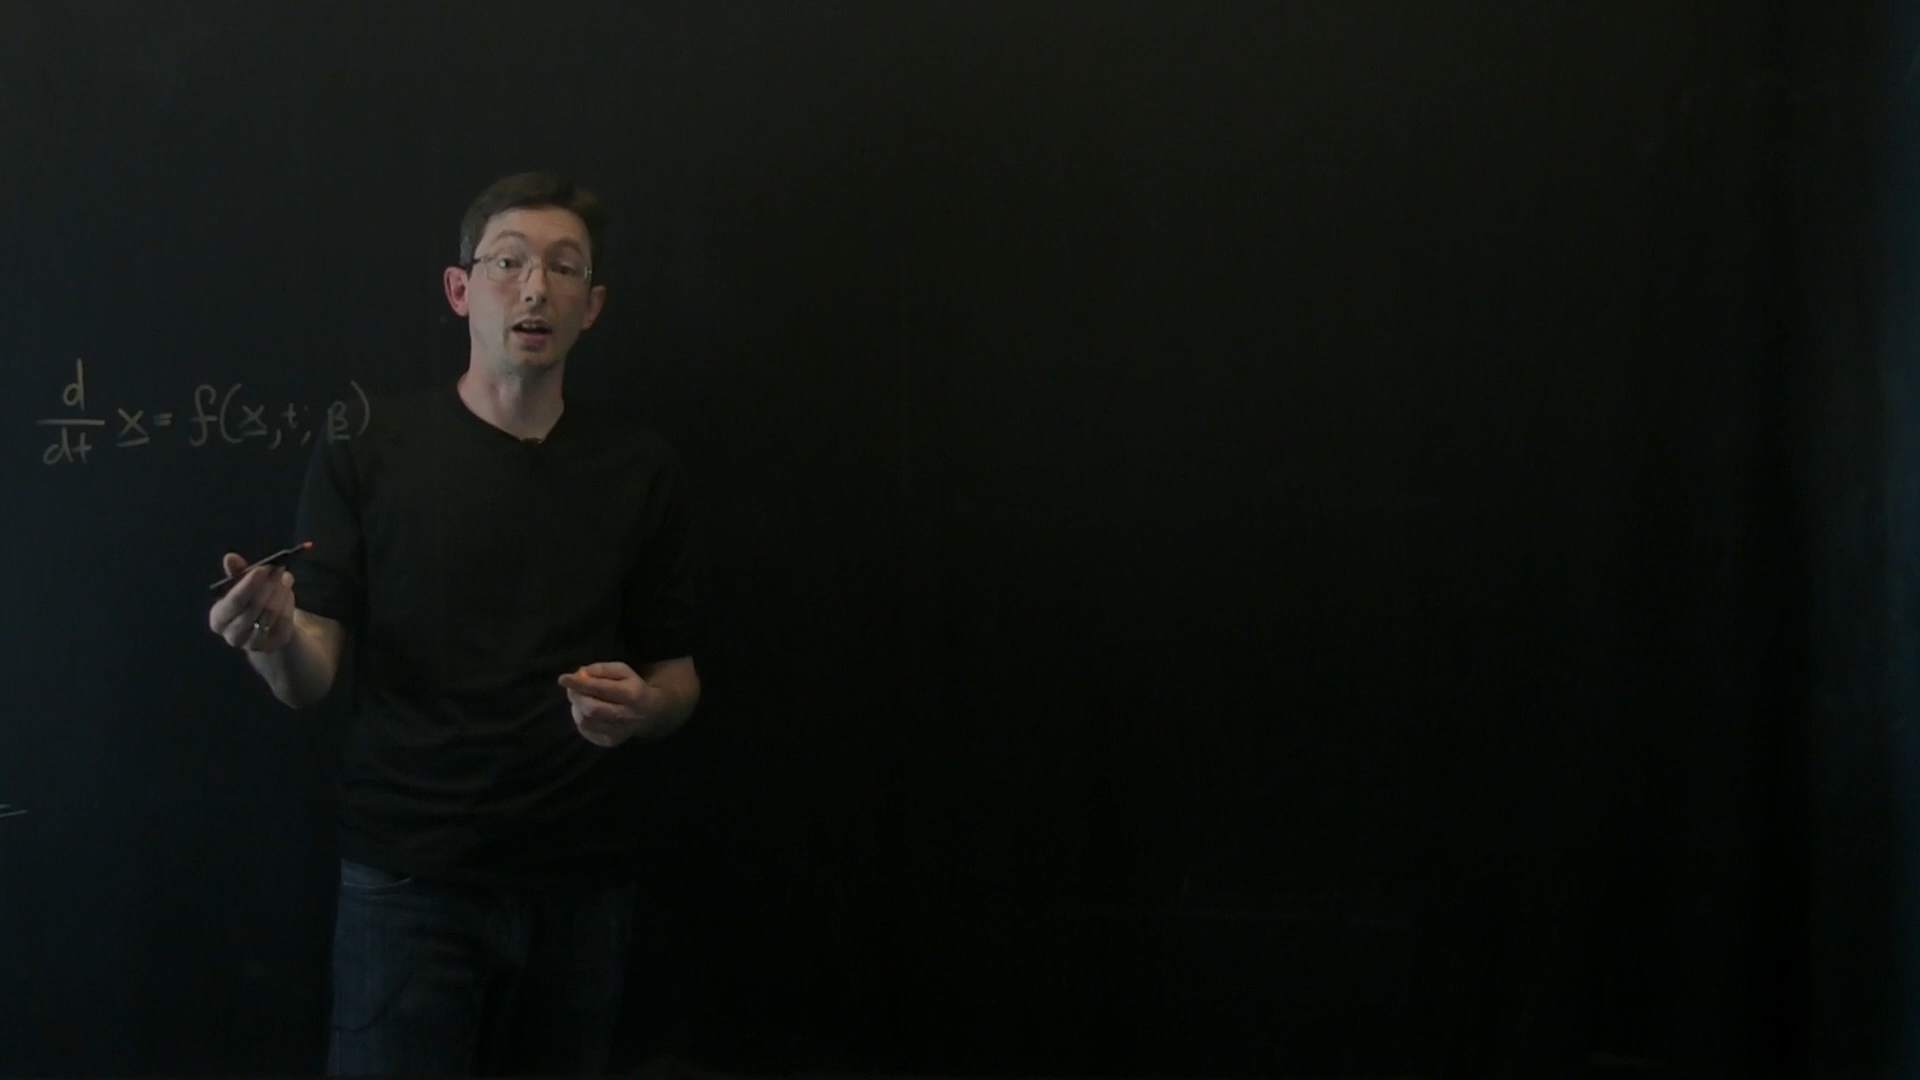 d/dt x̲ = f(x̲, t; β̲)